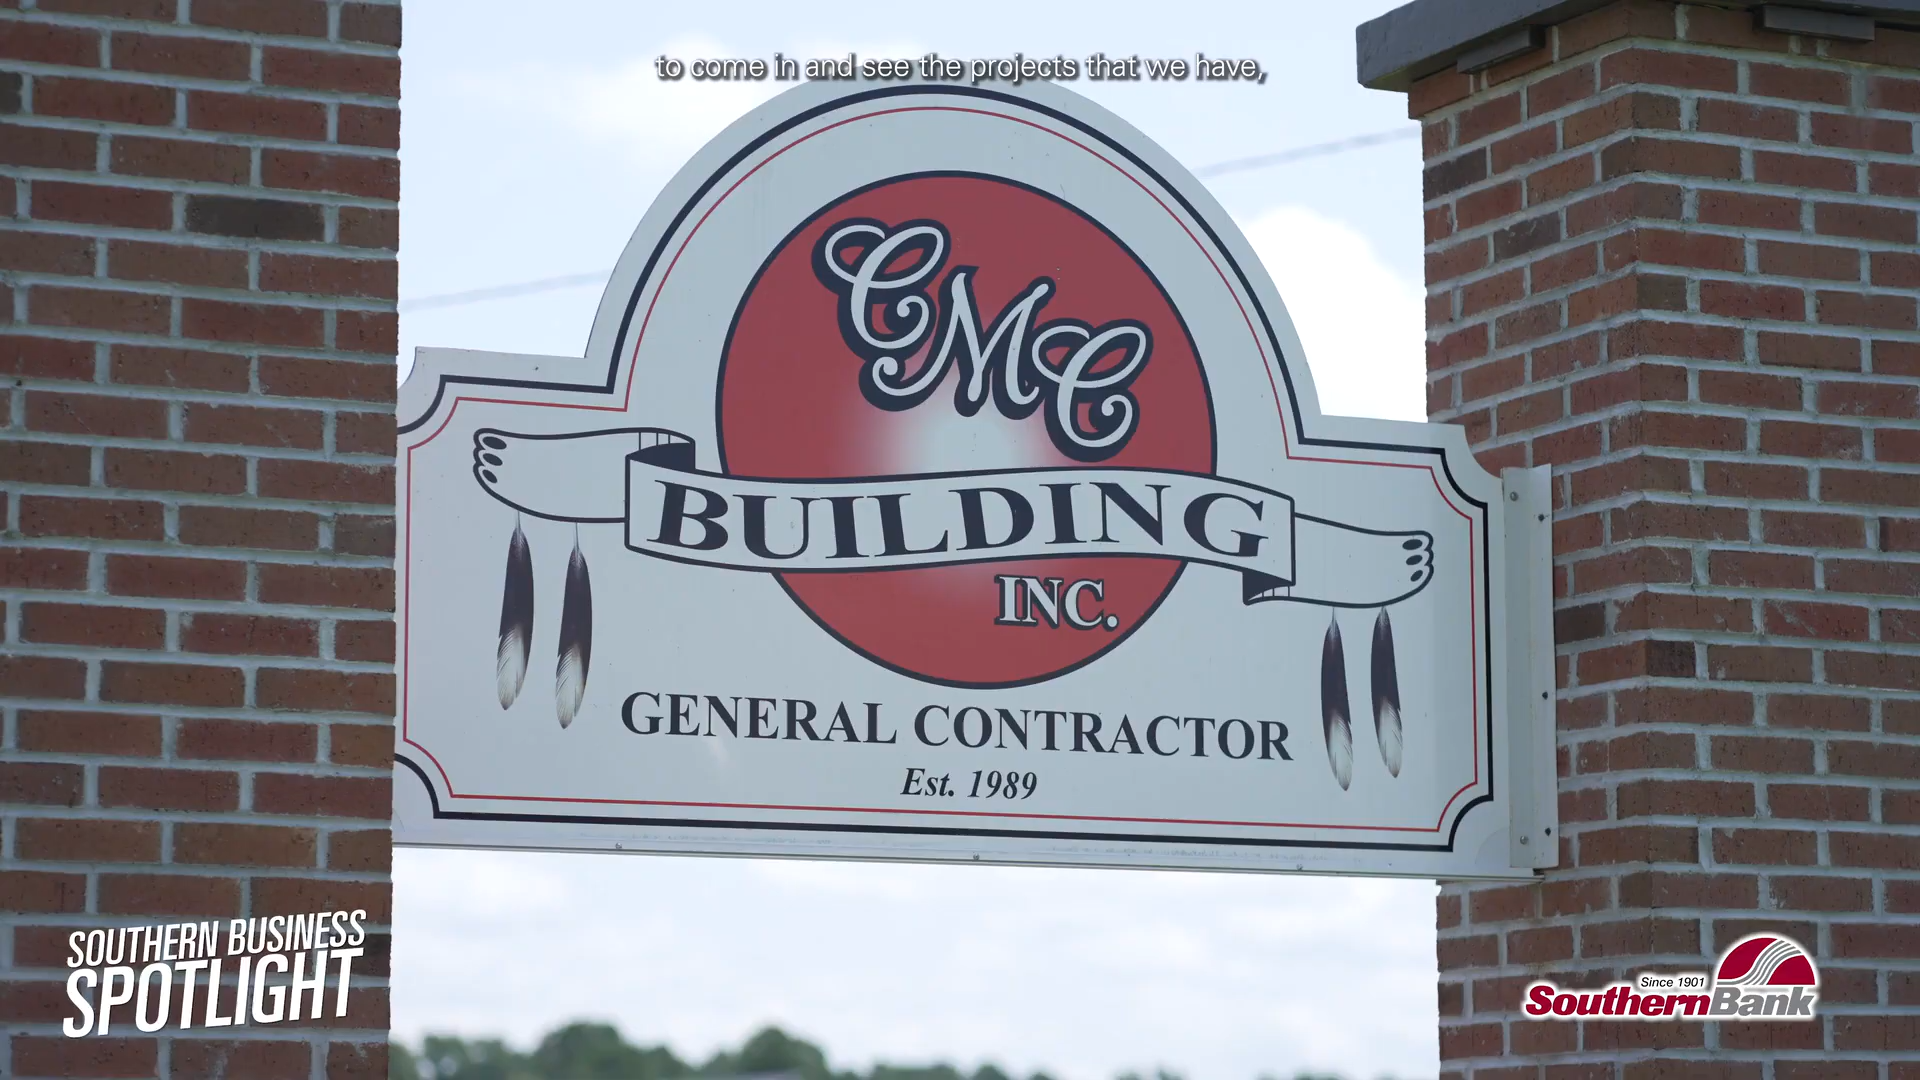 to come in and see the projects that we have,
CMC
BUILDING
INC.
GENERAL CONTRACTOR
Est. 1989
SOUTHERN BUSINESS
SPOTLIGHT
Since 1901
SouthernBank